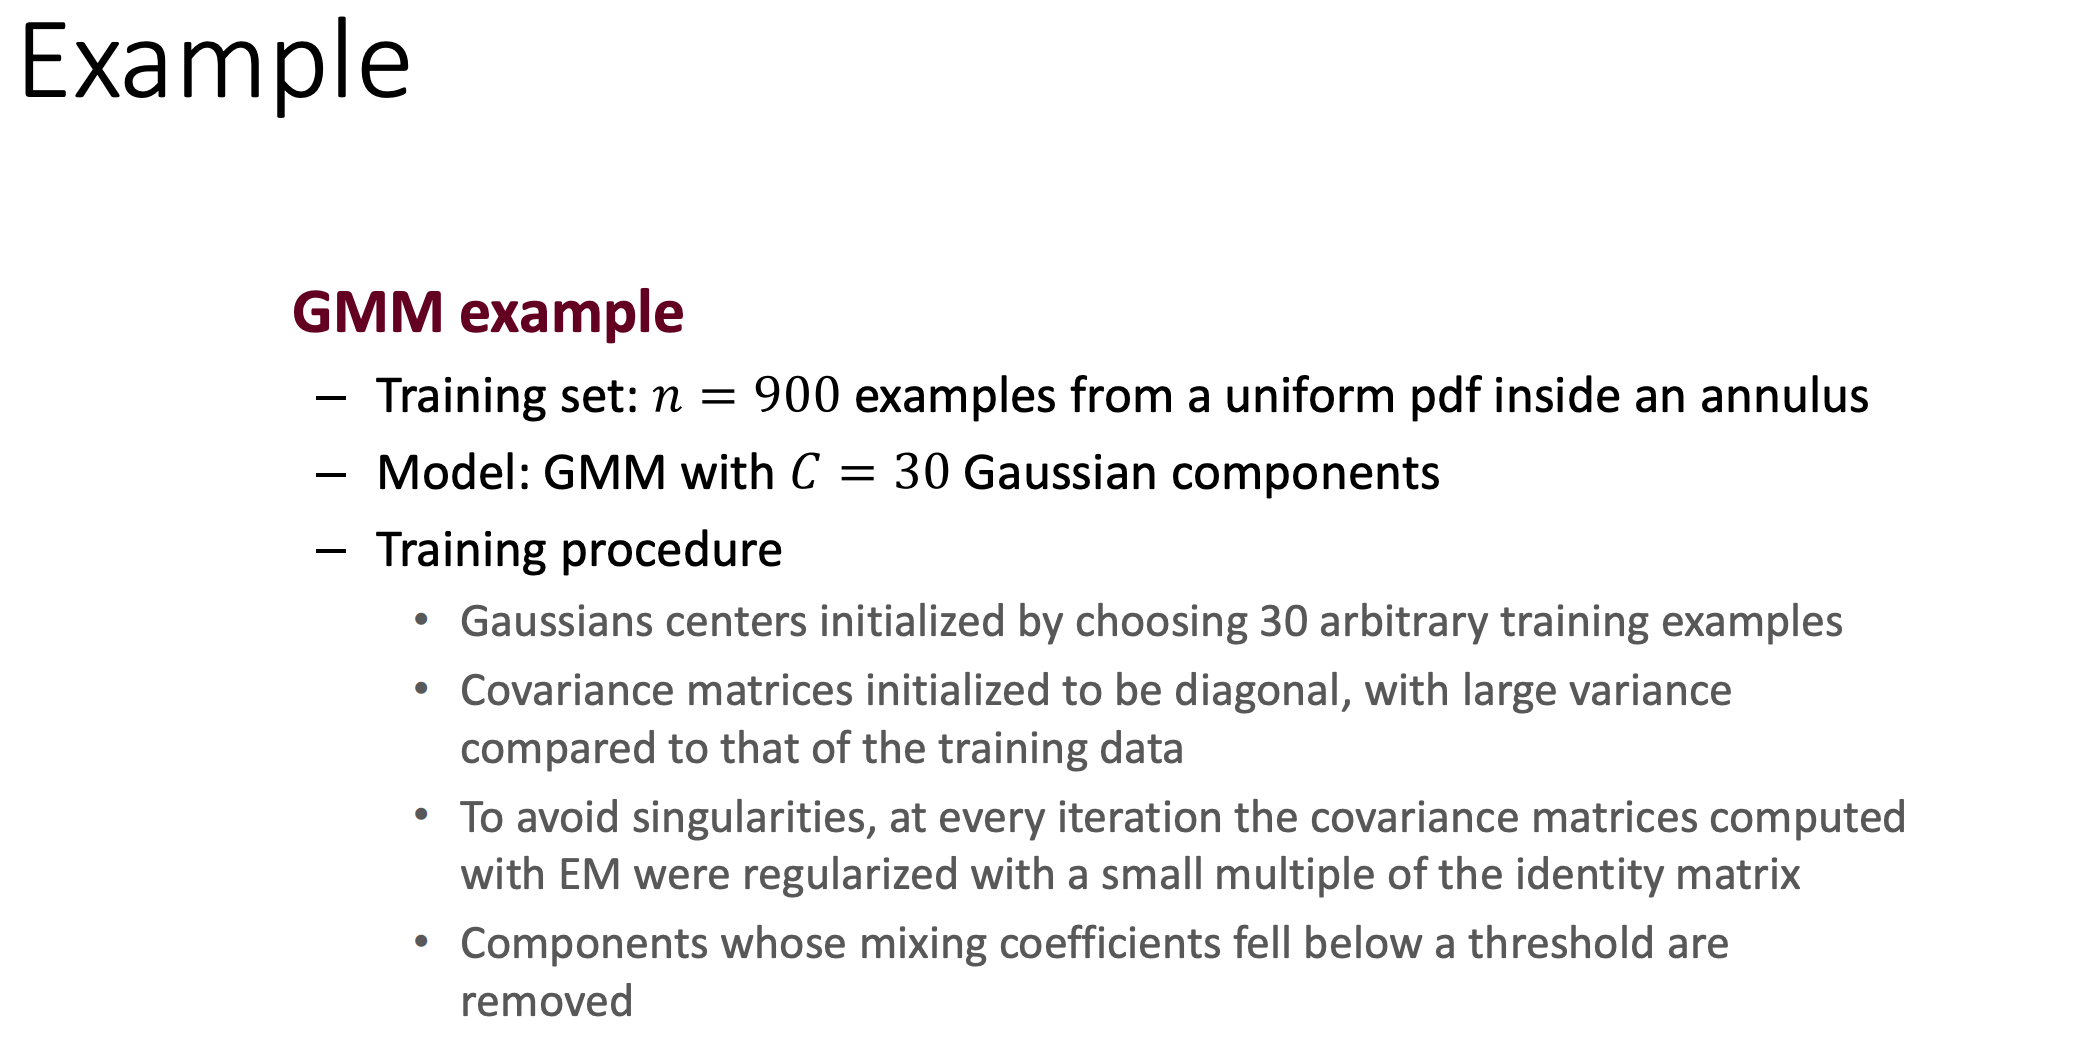 Example
GMM example
– Training set: n = 900 examples from a uniform pdf inside an annulus
– Model: GMM with C = 30 Gaussian components
– Training procedure
• Gaussians centers initialized by choosing 30 arbitrary training examples
• Covariance matrices initialized to be diagonal, with large variance
compared to that of the training data
• To avoid singularities, at every iteration the covariance matrices computed
with EM were regularized with a small multiple of the identity matrix
• Components whose mixing coefficients fell below a threshold are
removed